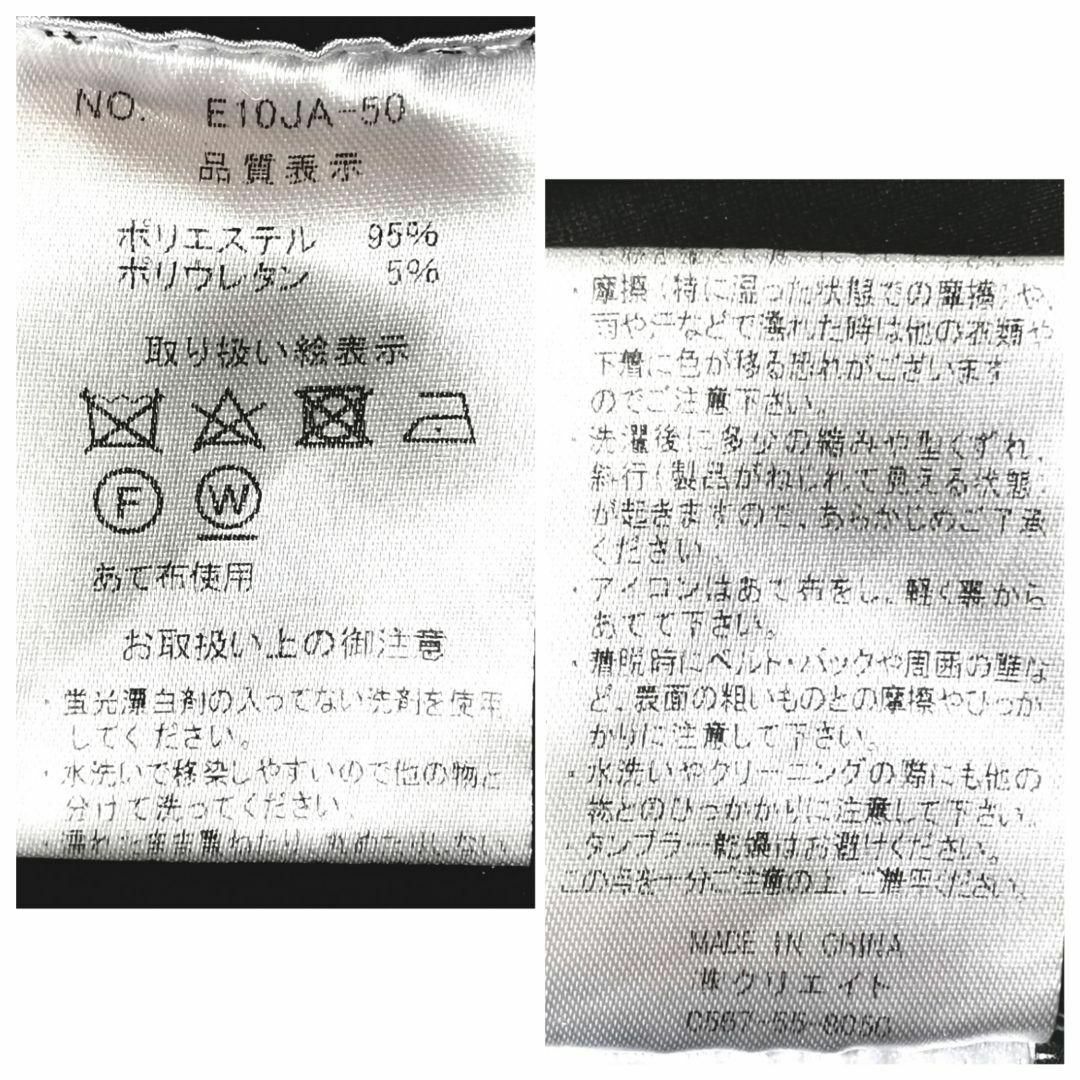 NO. E10JA-50
品質表示
ポリエステル 95%
ポリウレタン 5%
取り扱い絵表示
F W
あて布使用
お取扱い上の御注意
・蛍光漂白剤の入ってない洗剤を使用
してください。
・水洗いで移染しやすいので他の物と
分けて洗ってください。
・濡れた
・摩擦(特に湿った状態での摩擦)や、
雨や汗などで濡れた時は他の衣類や
下着に色が移る恐れがございます
のでご注意下さい。
・洗濯後に多少の縮みや型くずれ、
斜行(製品がねじれて見える状態)
が起きますので、あらかじめご了承
ください。
・アイロンはあて布をし、軽く裏から
あてて下さい。
・着脱時にベルト・バックや周囲の壁な
ど、表面の粗いものとの摩擦やひっか
かりに注意して下さい。
・水洗いやクリーニングの際にも他の
物とのひっかかりに注意して下さい。
・タンブラー乾燥はお避けください。
この点を十分ご注意の上、ご着用ください。
MADE IN CHINA
㈱クリエイト
0567-55-8050